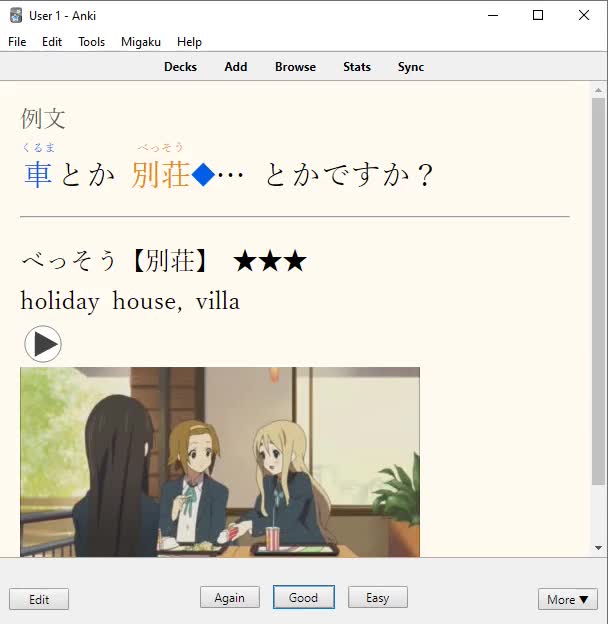 User 1 - Anki
File Edit Tools Migaku Help
Decks Add Browse Stats Sync
例文
くるま べっそう
車とか 別荘◆… とかですか？
べっそう【別荘】 ★★★
holiday house, villa
Edit Again Good Easy More ▼